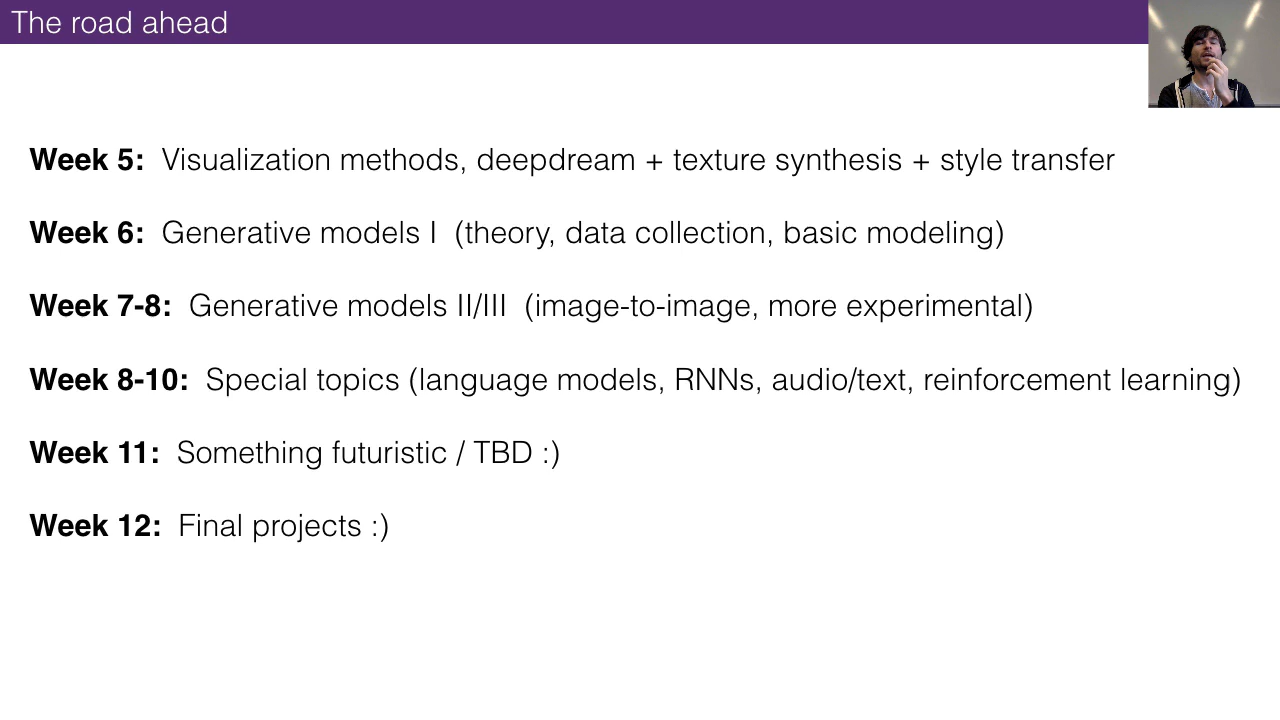 The road ahead
Week 5: Visualization methods, deepdream + texture synthesis + style transfer
Week 6: Generative models I (theory, data collection, basic modeling)
Week 7-8: Generative models II/III (image-to-image, more experimental)
Week 8-10: Special topics (language models, RNNs, audio/text, reinforcement learning)
Week 11: Something futuristic / TBD :)
Week 12: Final projects :)